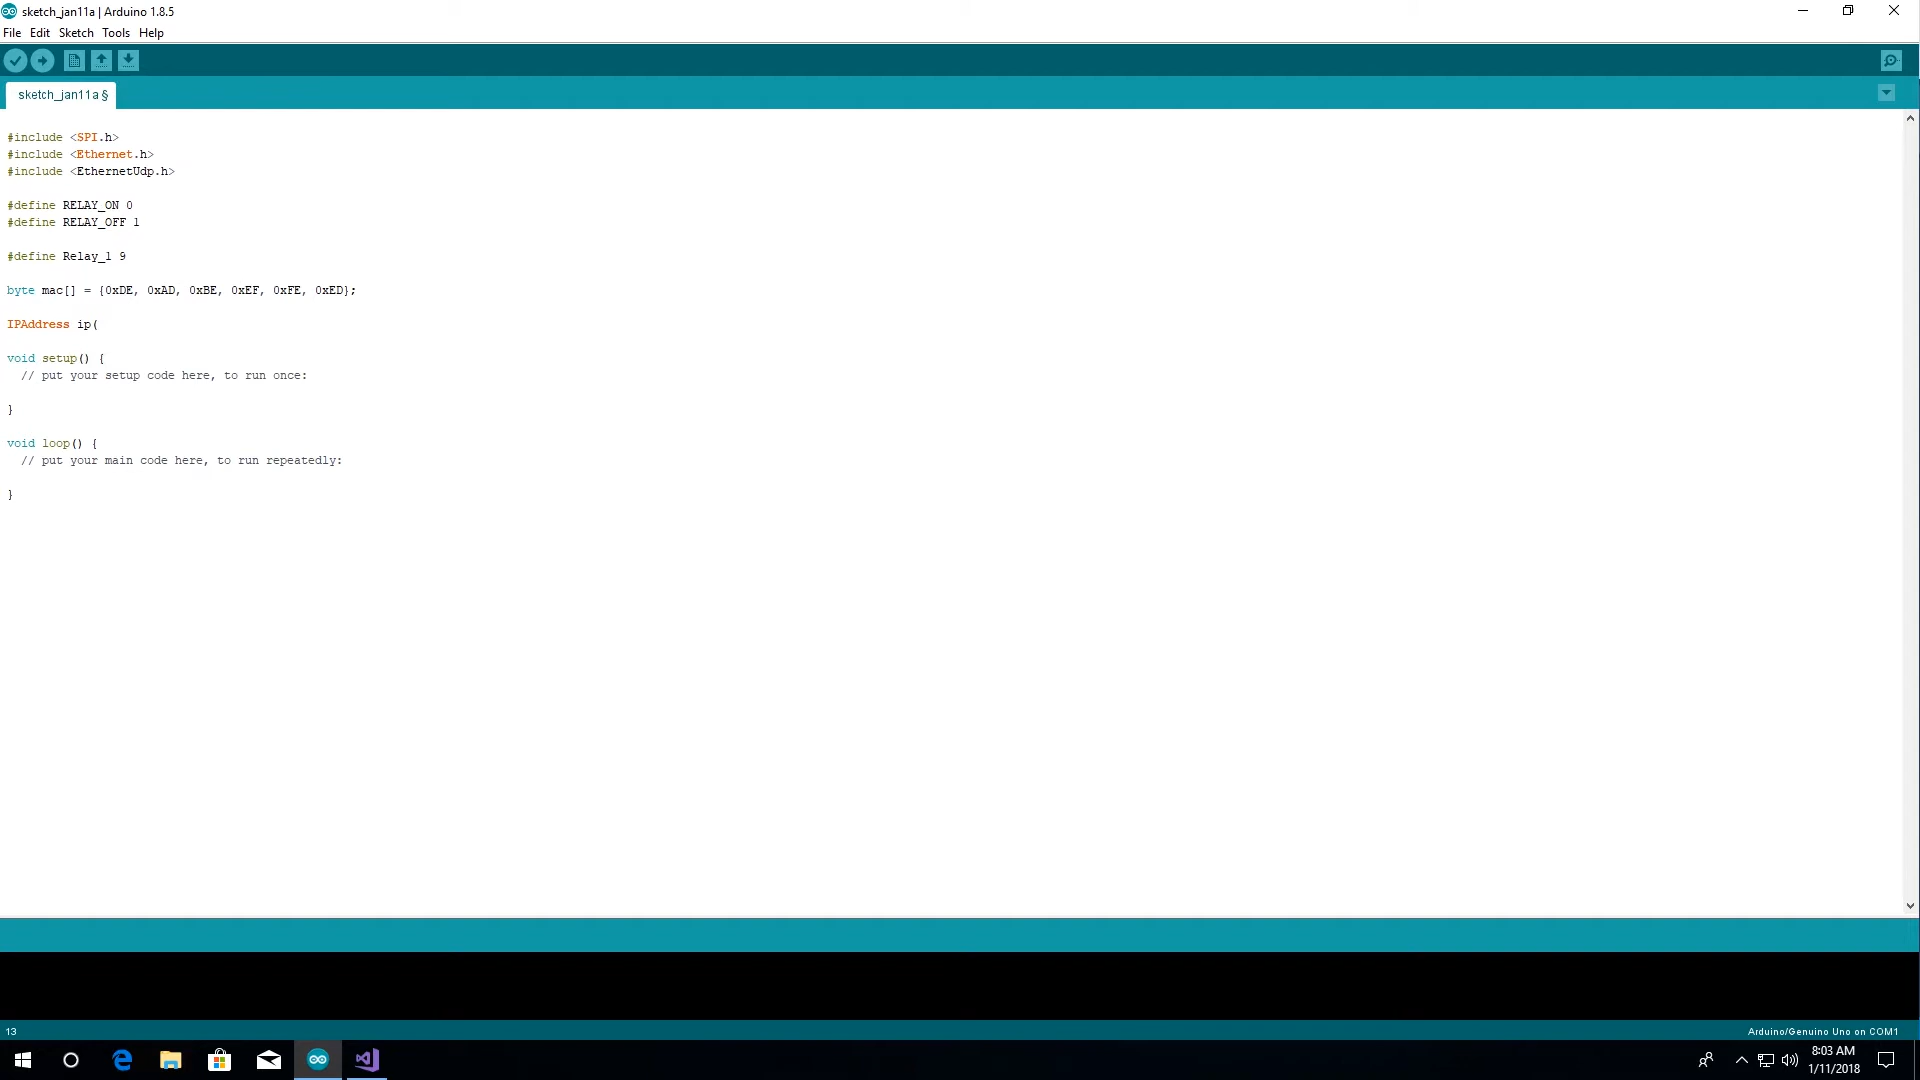 sketch_jan11a | Arduino 1.8.5
File Edit Sketch Tools Help
sketch_jan11a §
#include <SPI.h>
#include <Ethernet.h>
#include <EthernetUdp.h>
#define RELAY_ON 0
#define RELAY_OFF 1
#define Relay_1 9
byte mac[] = {0xDE, 0xAD, 0xBE, 0xEF, 0xFE, 0xED};
IPAddress ip(
void setup() {
  // put your setup code here, to run once:
}
void loop() {
  // put your main code here, to run repeatedly:
}
13 Arduino/Genuino Uno on COM1
8:03 AM
1/11/2018